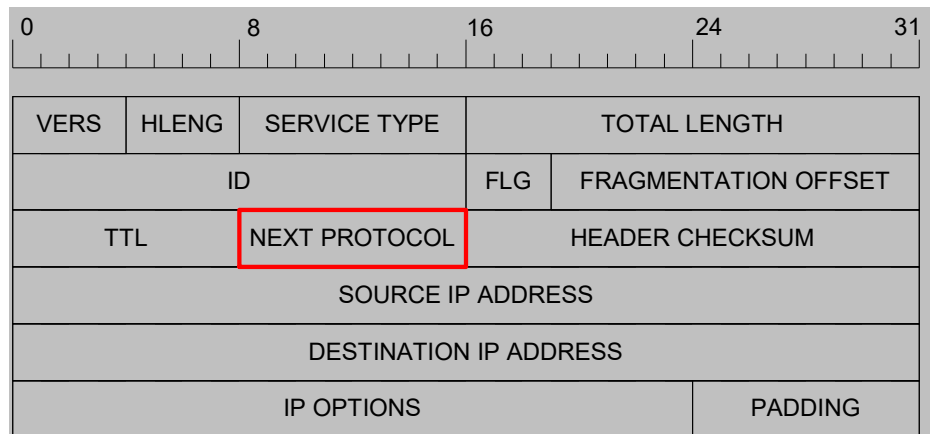 0 8 16 24 31
VERS HLENG SERVICE TYPE TOTAL LENGTH
ID FLG FRAGMENTATION OFFSET
TTL NEXT PROTOCOL HEADER CHECKSUM
SOURCE IP ADDRESS
DESTINATION IP ADDRESS
IP OPTIONS PADDING